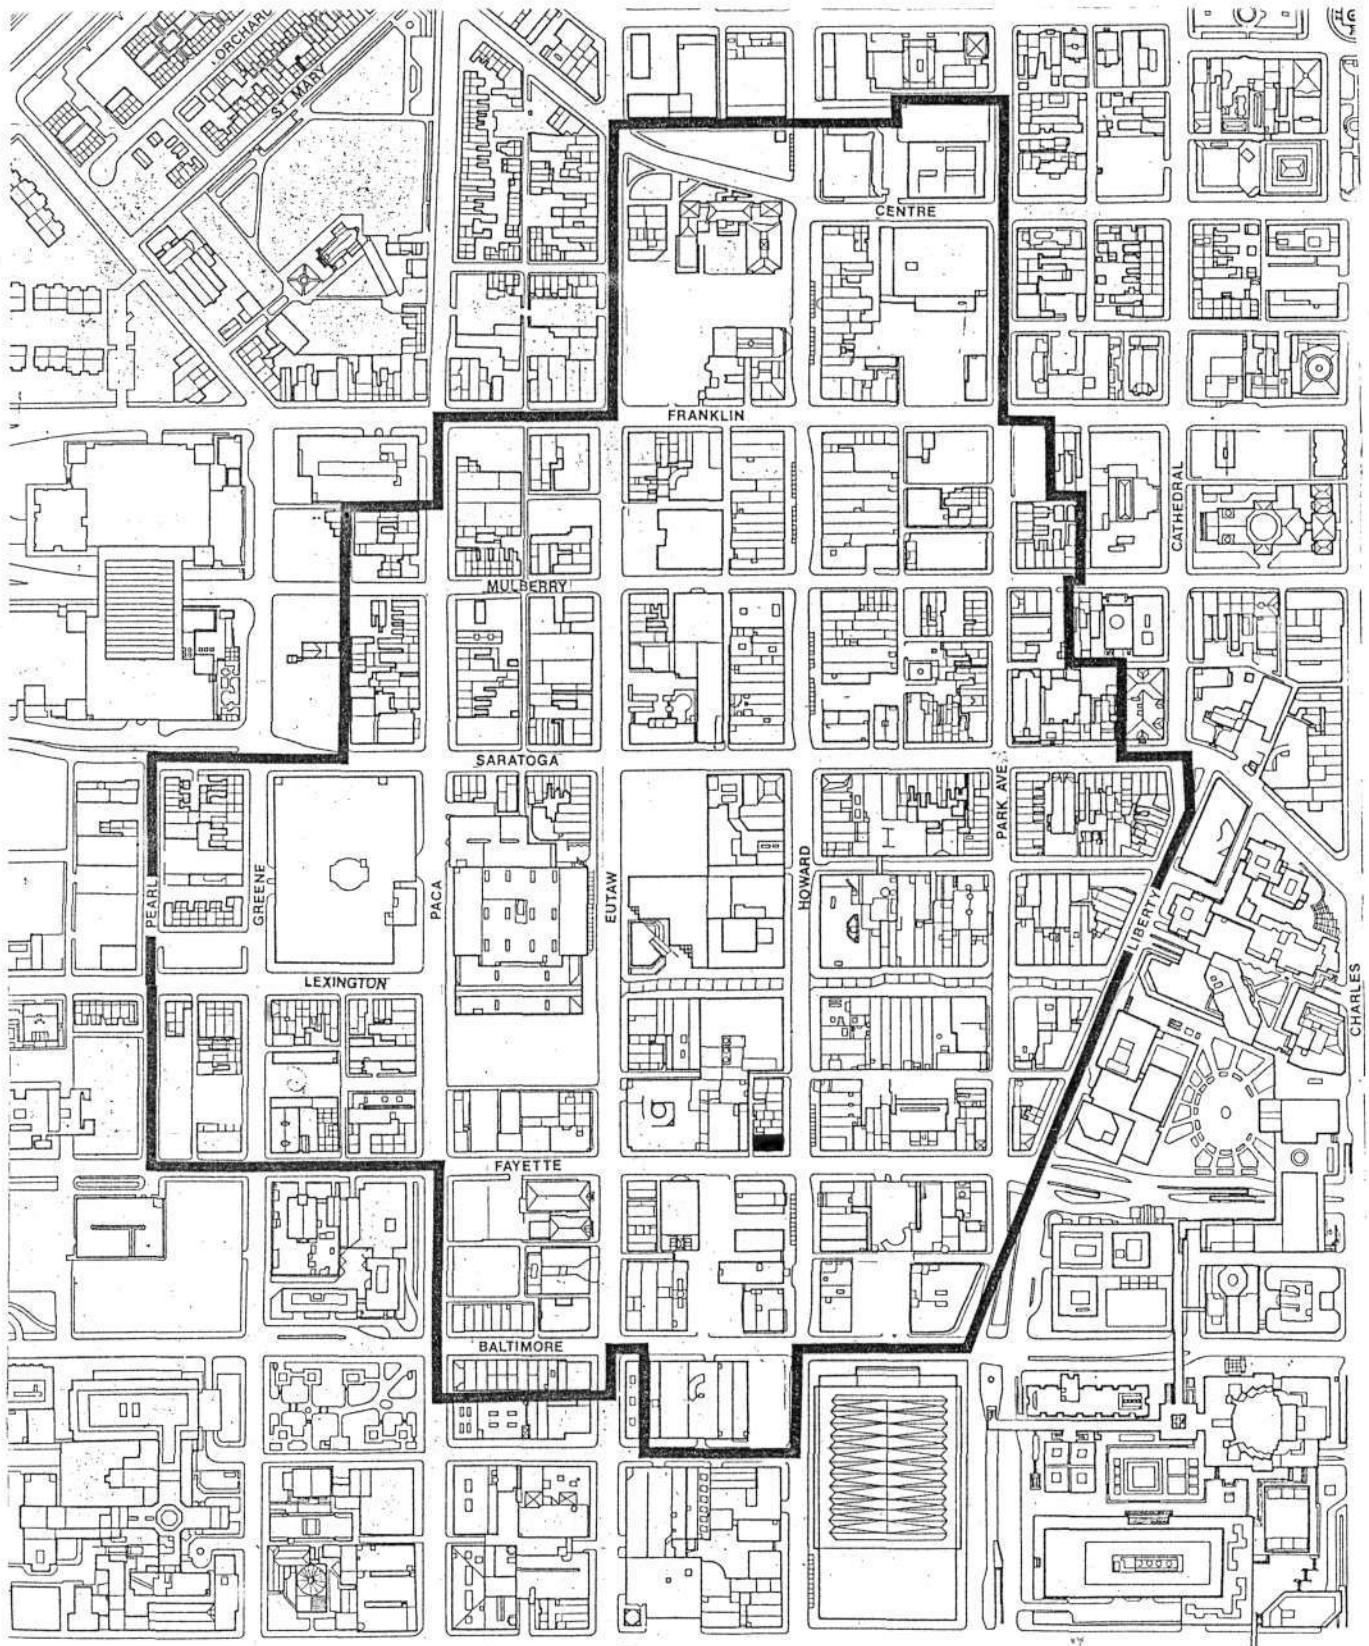 ORCHARD
ST. MARY
CENTRE
FRANKLIN
CATHEDRAL
MULBERRY
SARATOGA
PARK AVE.
PEARL
GREENE
PACA
EUTAW
HOWARD
LIBERTY
LEXINGTON
CHARLES
FAYETTE
BALTIMORE